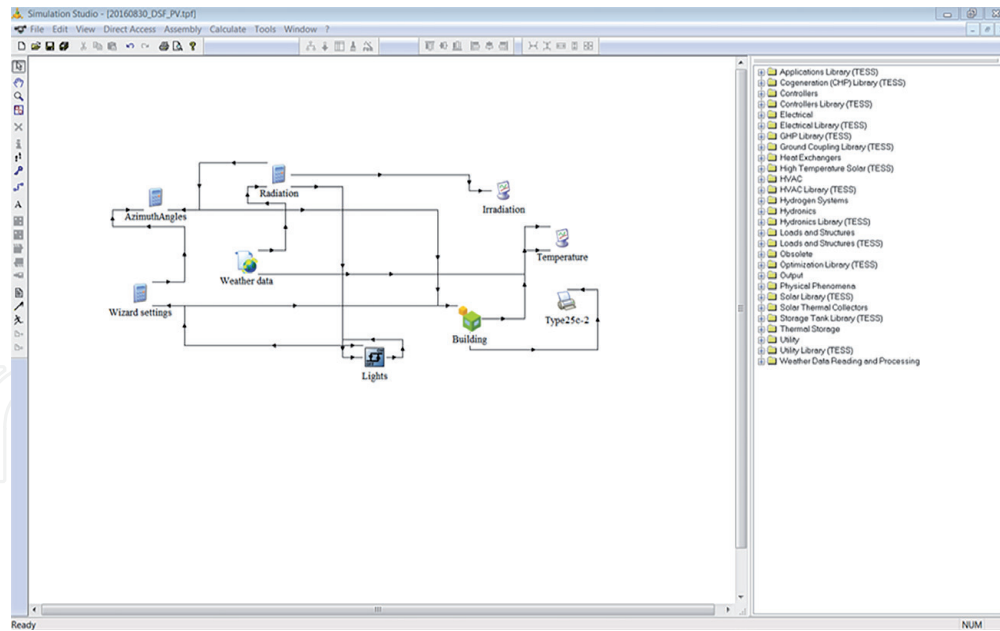 Simulation Studio - [20160830_DSF_PV.tpf]
File Edit View Direct Access Assembly Calculate Tools Window ?
Applications Library (TESS)
Cogeneration (CHP) Library (TESS)
Controllers
Controllers Library (TESS)
Electrical
Electrical Library (TESS)
GHP Library (TESS)
Ground Coupling Library (TESS)
Heat Exchangers
High Temperature Solar (TESS)
HVAC
HVAC Library (TESS)
Hydrogen Systems
Hydronics
Hydronics Library (TESS)
Loads and Structures
Loads and Structures (TESS)
Obsolete
Optimization Library (TESS)
Output
Physical Phenomena
Solar Library (TESS)
Solar Thermal Collectors
Storage Tank Library (TESS)
Thermal Storage
Utility
Utility Library (TESS)
Weather Data Reading and Processing
Radiation
Irradiation
AzimuthAngles
Temperature
Weather data
Wizard settings
Type25c-2
Building
Lights
Ready
NUM